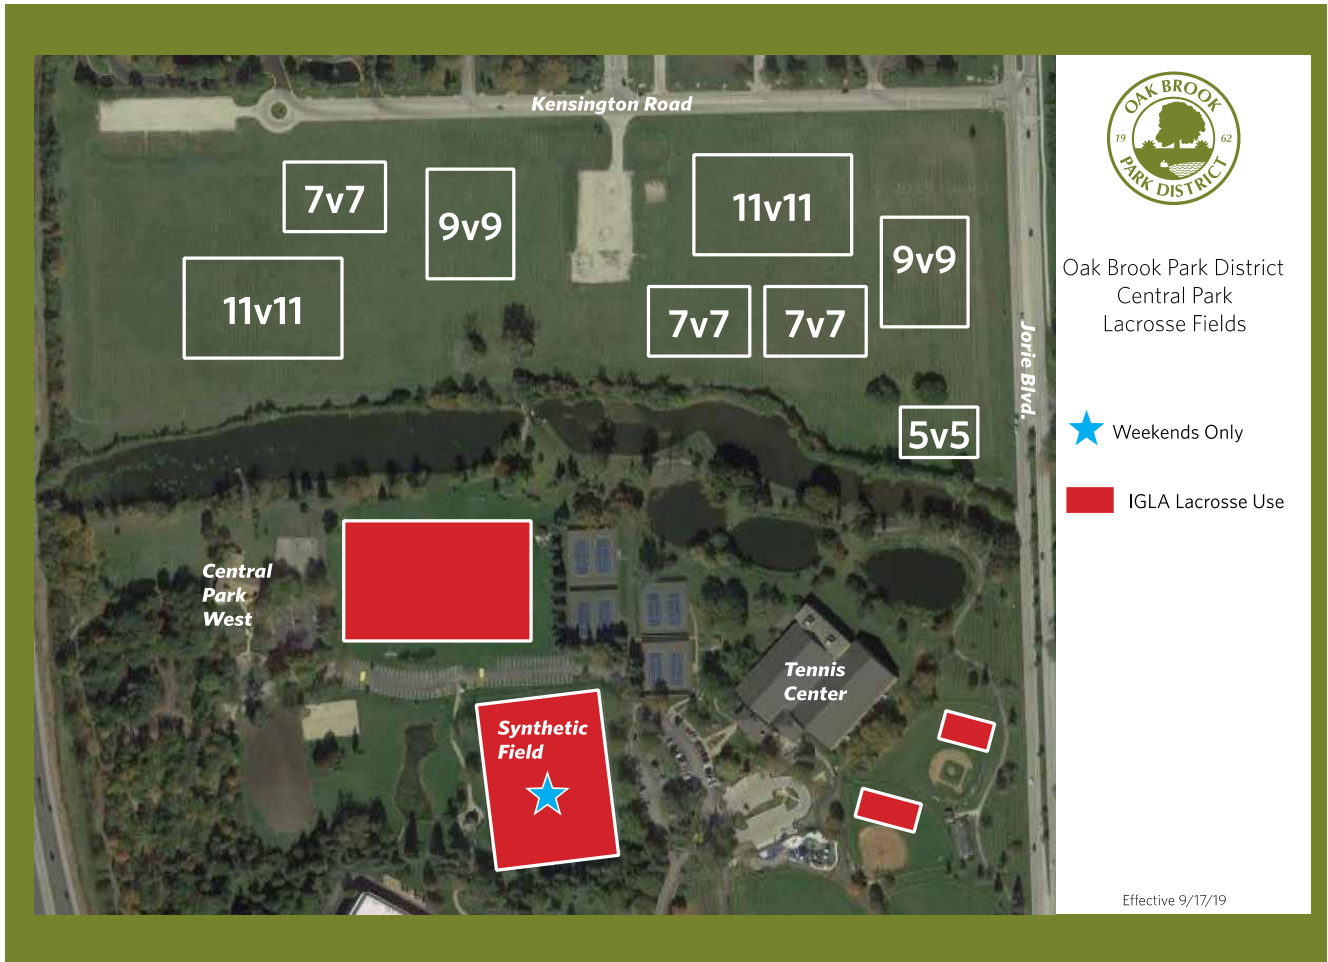 Kensington Road
7v7
9v9
11v11
11v11
9v9
7v7
7v7
5v5
Jorie Blvd.
Central
Park
West
Tennis
Center
Synthetic
Field
OAK BROOK
19 62
PARK DISTRICT
Oak Brook Park District
Central Park
Lacrosse Fields
Weekends Only
IGLA Lacrosse Use
Effective 9/17/19